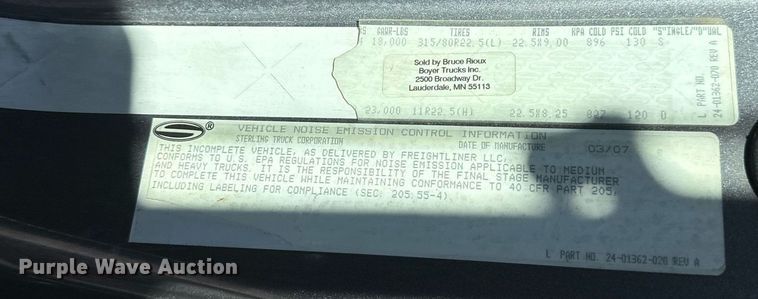 GAWR-LBS TIRES RIMS KPA COLD PSI COLD "S"INGLE/"D"UAL
18,000 315/80R22.5(L) 22.5X9.00 896 130 S
Sold by Bruce Rioux
Boyer Trucks Inc.
2500 Broadway Dr.
Lauderdale, MN 55113
23,000 11R22.5(H) 22.5X8.25 827 120 D
L PART NO. 24-01362-020 REV A
S ®
VEHICLE NOISE EMISSION CONTROL INFORMATION
STERLING TRUCK CORPORATION DATE OF MANUFACTURE 03/07
THIS INCOMPLETE VEHICLE, AS DELIVERED BY FREIGHTLINER LLC,
CONFORMS TO U.S. EPA REGULATIONS FOR NOISE EMISSION APPLICABLE TO MEDIUM
AND HEAVY TRUCKS. IT IS THE RESPONSIBILITY OF THE FINAL STAGE MANUFACTURER
TO COMPLETE THIS VEHICLE WHILE MAINTAINING CONFORMANCE TO 40 CFR PART 205,
INCLUDING LABELING FOR COMPLIANCE (SEC. 205.55-4).
L PART NO. 24-01362-020 REV A
Purple Wave Auction